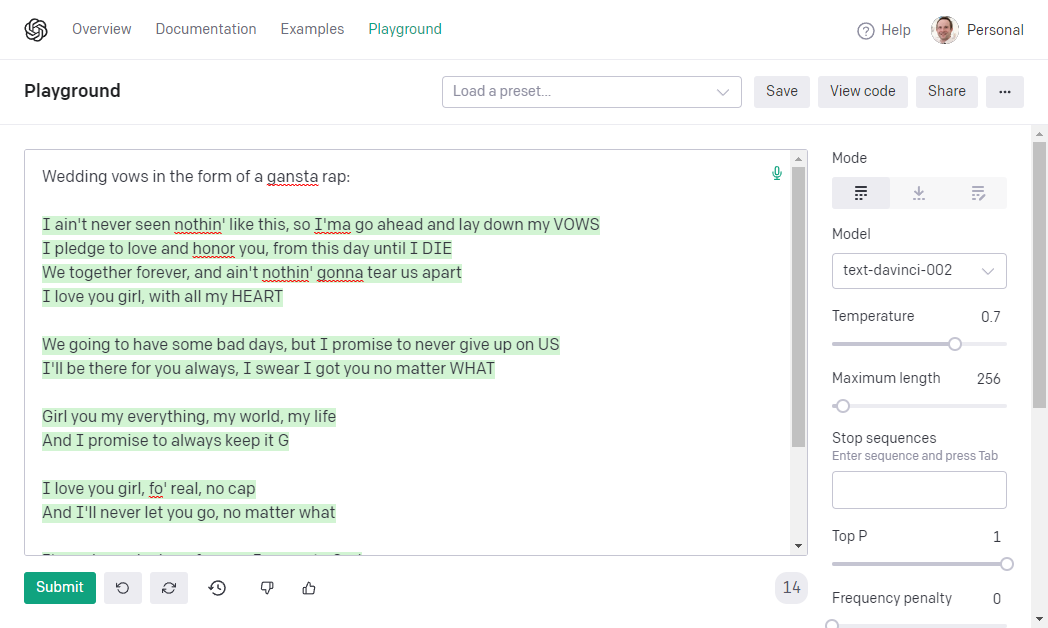 Overview Documentation Examples Playground Help Personal
Playground Load a preset... Save View code Share ...
Wedding vows in the form of a gansta rap:
I ain't never seen nothin' like this, so I'ma go ahead and lay down my VOWS
I pledge to love and honor you, from this day until I DIE
We together forever, and ain't nothin' gonna tear us apart
I love you girl, with all my HEART
We going to have some bad days, but I promise to never give up on US
I'll be there for you always, I swear I got you no matter WHAT
Girl you my everything, my world, my life
And I promise to always keep it G
I love you girl, fo' real, no cap
And I'll never let you go, no matter what
Submit 14
Mode
Model
text-davinci-002
Temperature 0.7
Maximum length 256
Stop sequences
Enter sequence and press Tab
Top P 1
Frequency penalty 0